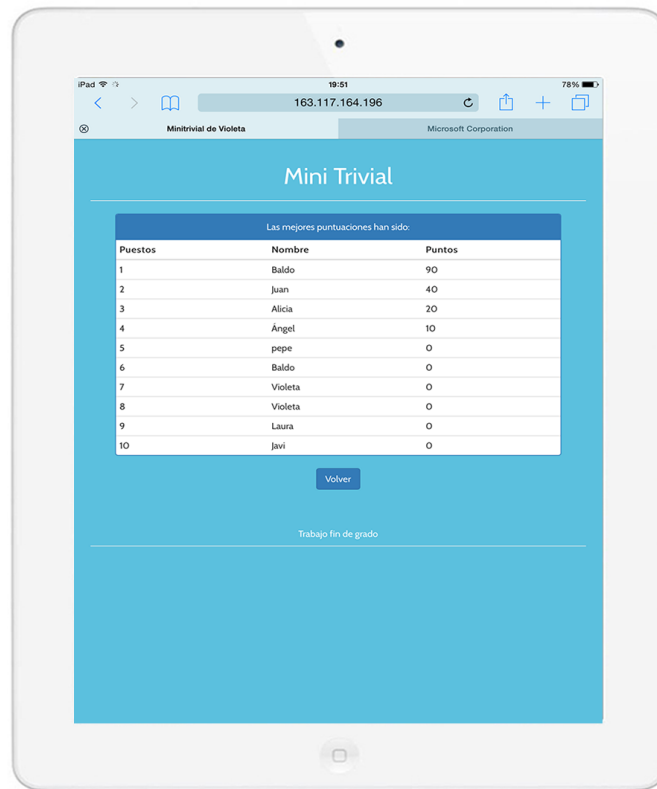 iPad 19:51 78%
163.117.164.196
Minitrivial de Violeta Microsoft Corporation
Mini Trivial
Las mejores puntuaciones han sido:
Puestos Nombre Puntos
1 Baldo 90
2 Juan 40
3 Alicia 20
4 Ángel 10
5 pepe 0
6 Baldo 0
7 Violeta 0
8 Violeta 0
9 Laura 0
10 Javi 0
Volver
Trabajo fin de grado